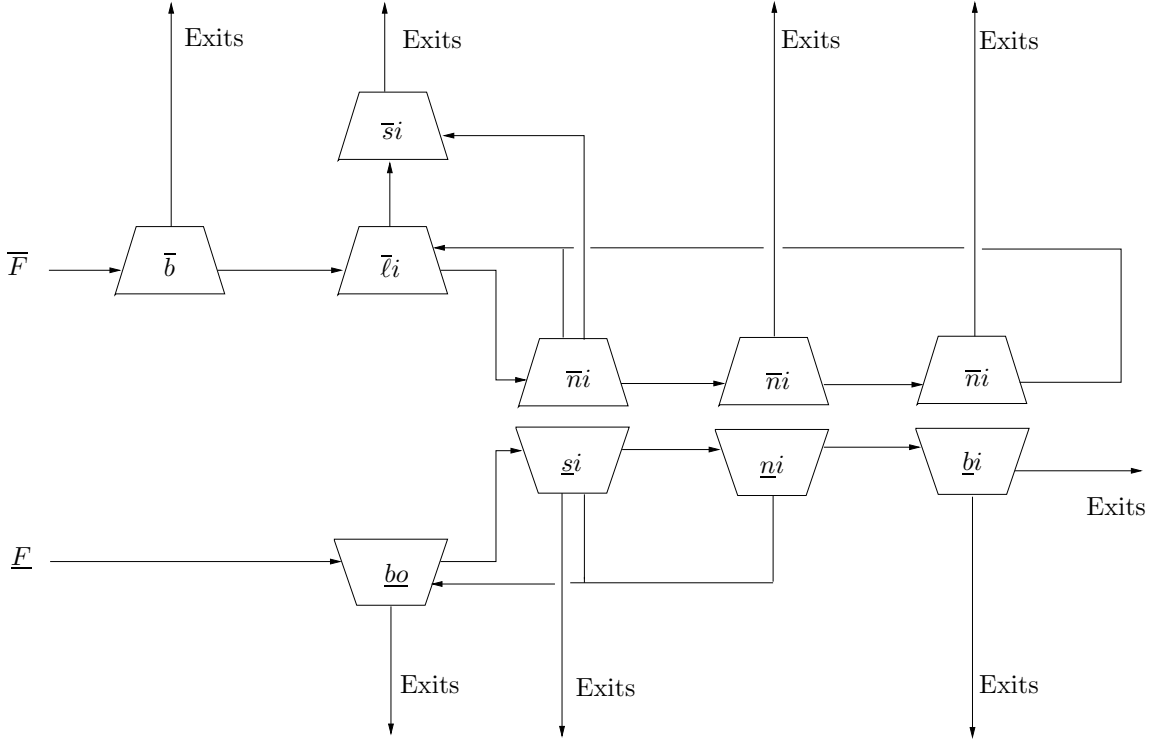 Exits
Exits
Exits
Exits
s̅i
F̅
b̅
ℓ̅i
n̅i
n̅i
n̅i
s̲i
n̲i
b̲i
Exits
F̲
b̲o̲
Exits
Exits
Exits